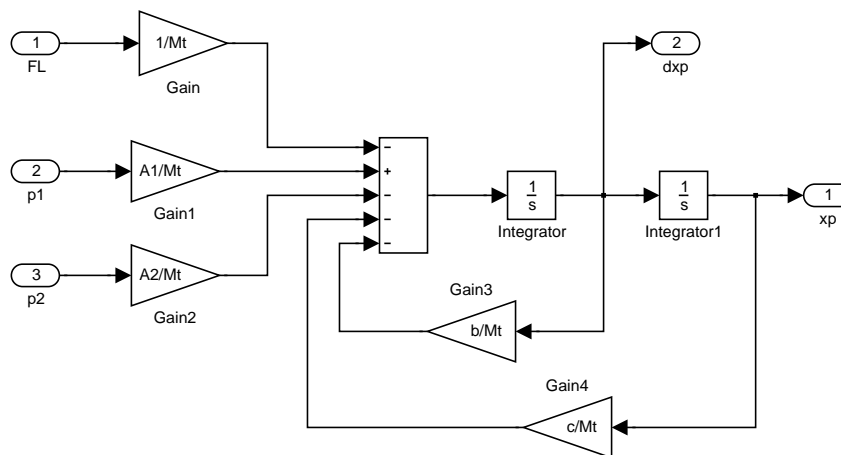 1
FL
1/Mt
Gain
2
dxp
2
p1
A1/Mt
Gain1
−
+
−
−
−
1
s
Integrator
1
s
Integrator1
1
xp
3
p2
A2/Mt
Gain2
Gain3
b/Mt
Gain4
c/Mt